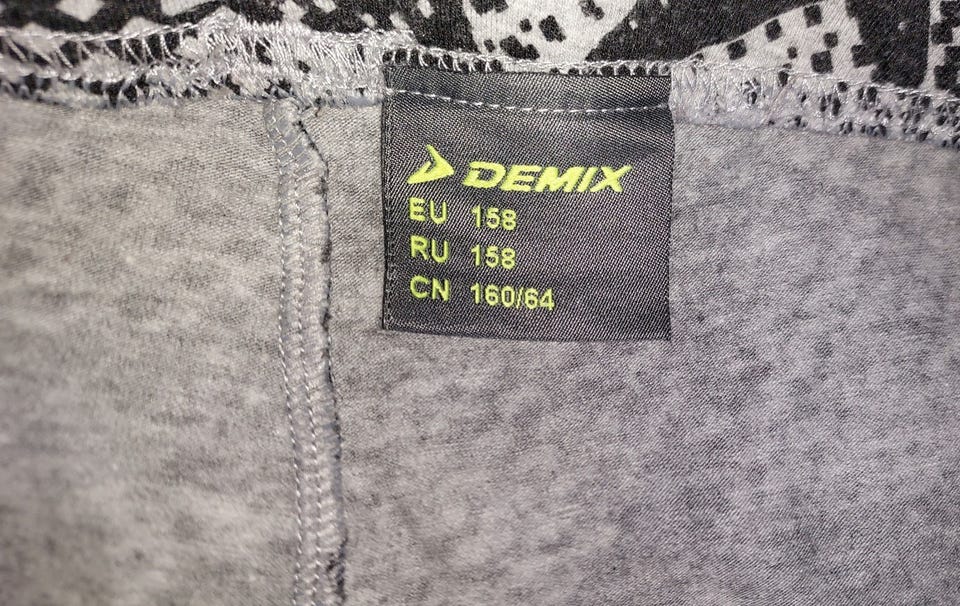 DEMIX
EU 158
RU 158
CN 160/64